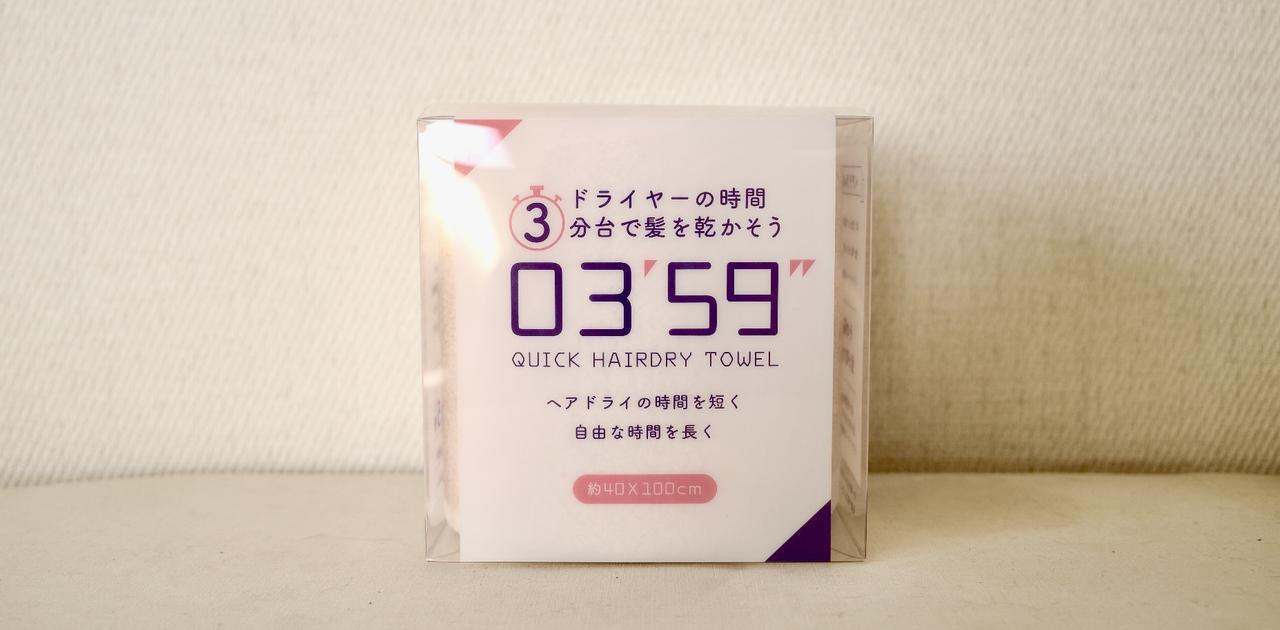 ドライヤーの時間
3分台で髪を乾かそう
03′59″
QUICK HAIRDRY TOWEL
ヘアドライの時間を短く
自由な時間を長く
約40X100cm